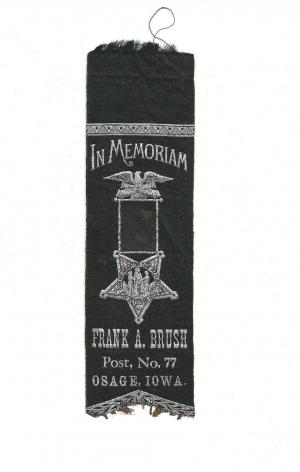 IN MEMORIAM
FRANK A. BRUSH
Post, No. 77
OSAGE, IOWA.